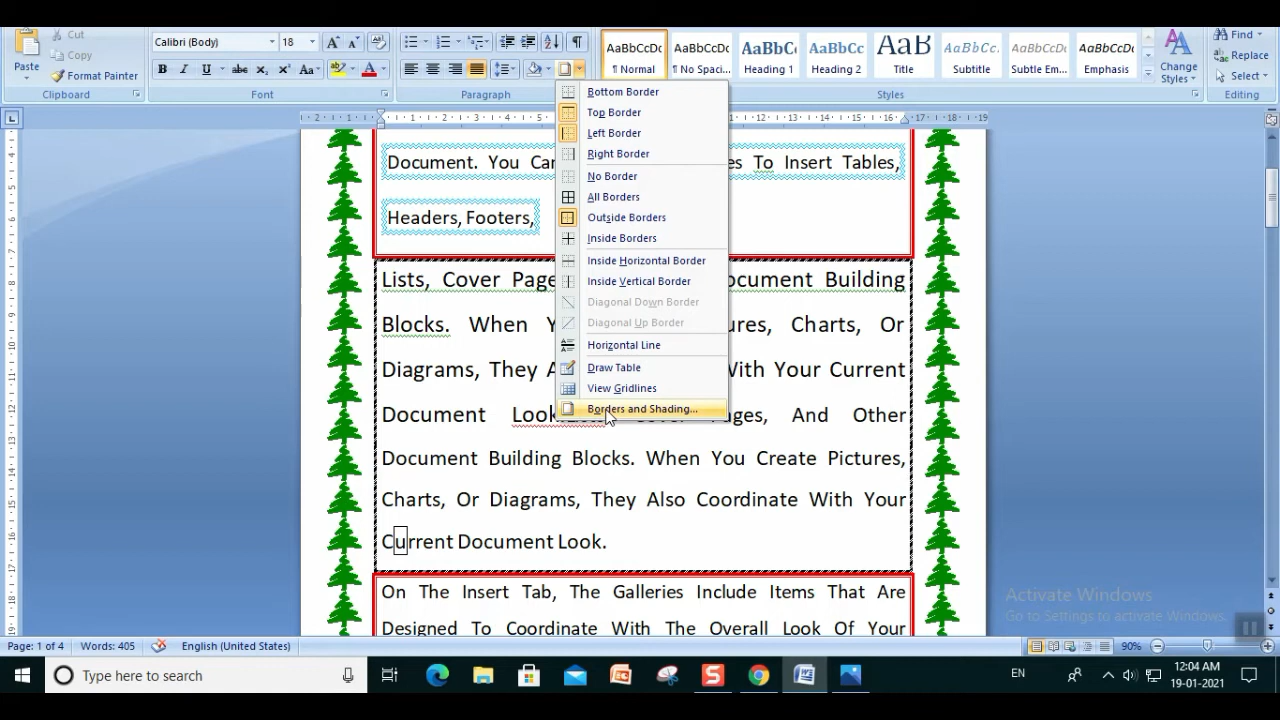 Cut
Copy
Paste
Format Painter
Clipboard
Calibri (Body)
18
Font
Paragraph
AaBbCcDc
¶ Normal
AaBbCcDc
¶ No Spaci...
AaBbC
Heading 1
AaBbCc
Heading 2
AaB
Title
AaBbCc.
Subtitle
AaBbCcDc
Subtle Em...
AaBbCcDc
Emphasis
Change
Styles
Styles
Find
Replace
Select
Editing
Bottom Border
Top Border
Left Border
Right Border
No Border
All Borders
Outside Borders
Inside Borders
Inside Horizontal Border
Inside Vertical Border
Diagonal Down Border
Diagonal Up Border
Horizontal Line
Draw Table
View Gridlines
Borders and Shading...
Document. You Can To Insert Tables,
Headers, Footers,
Lists, Cover Page Document Building
Blocks. When Charts, Or
Diagrams, They With Your Current
Document Look. Pages, And Other
Document Building Blocks. When You Create Pictures,
Charts, Or Diagrams, They Also Coordinate With Your
Current Document Look.
On The Insert Tab, The Galleries Include Items That Are
Designed To Coordinate With The Overall Look Of Your
Activate Windows
Go to Settings to activate Windows.
Page: 1 of 4
Words: 405
English (United States)
90%
Type here to search
EN
12:04 AM
19-01-2021